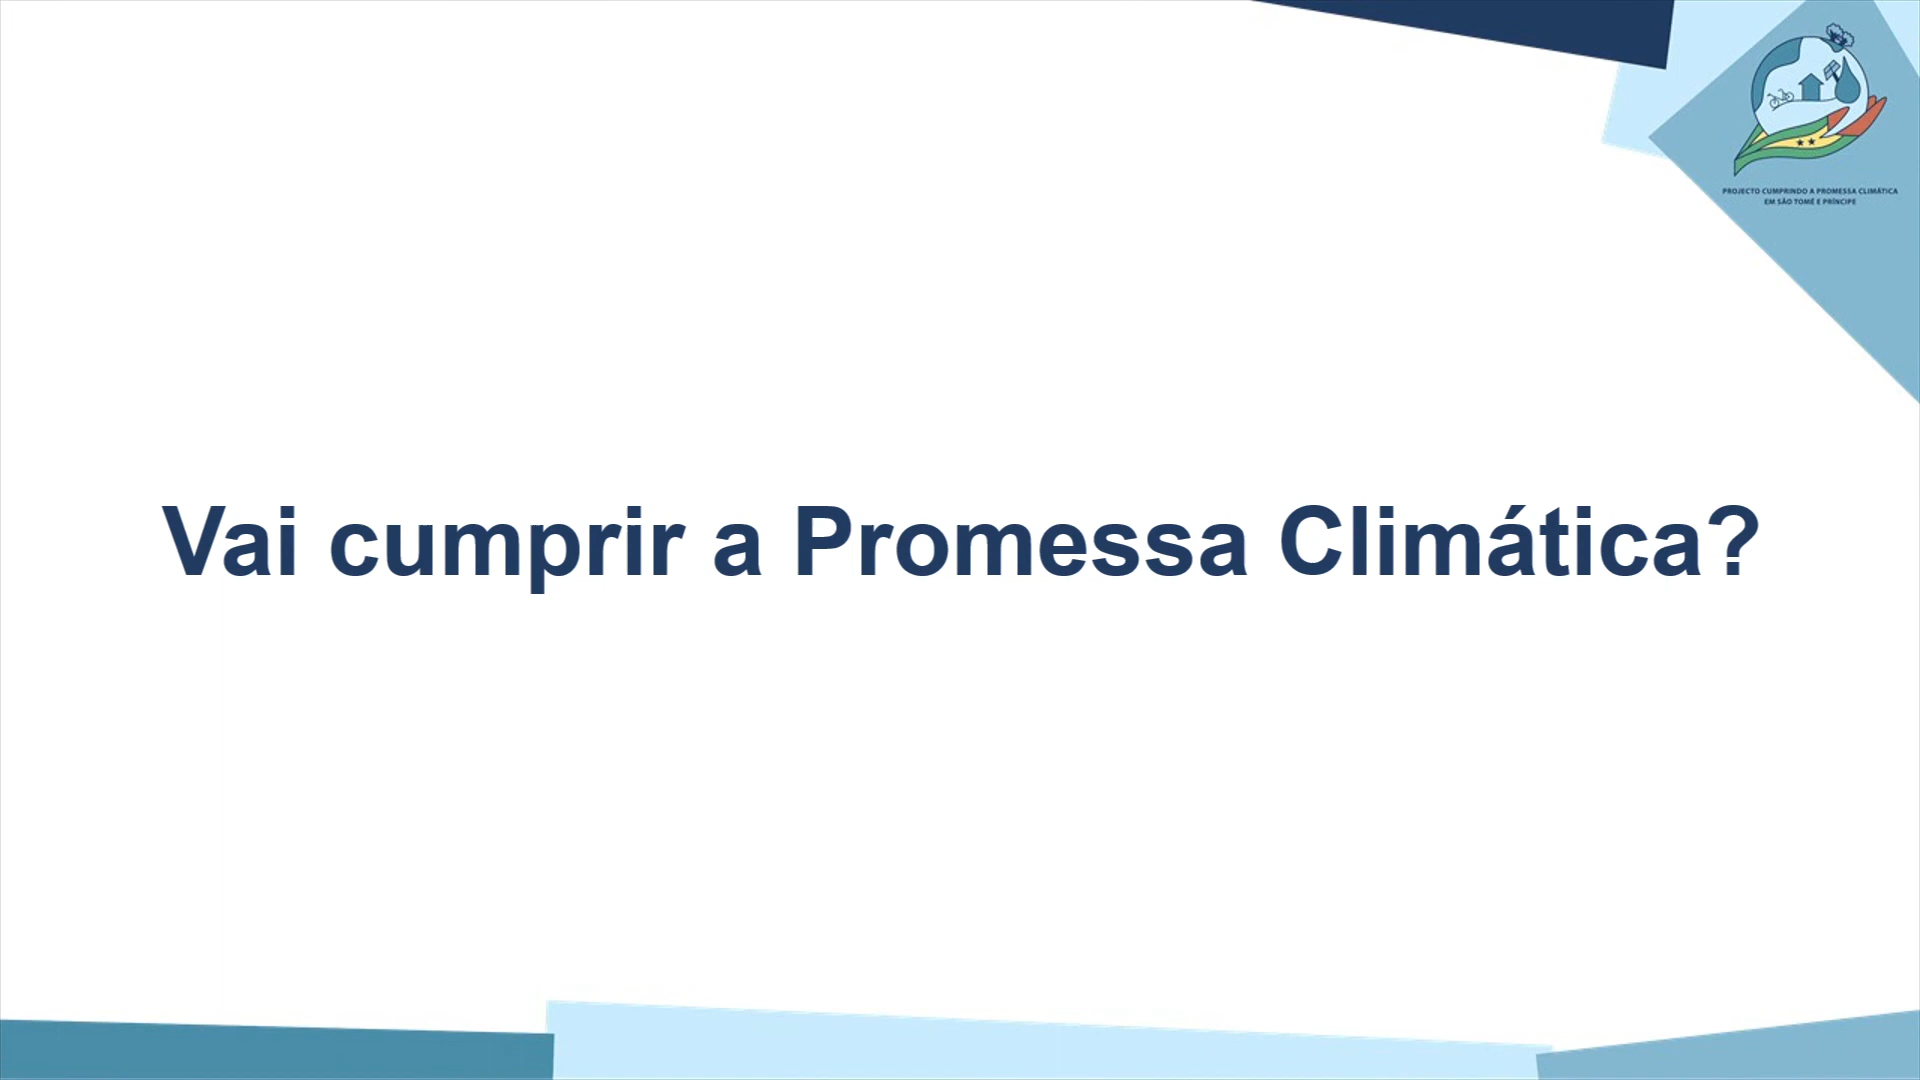 PROJECTO CUMPRINDO A PROMESSA CLIMÁTICA
EM SÃO TOMÉ E PRÍNCIPE
Vai cumprir a Promessa Climática?